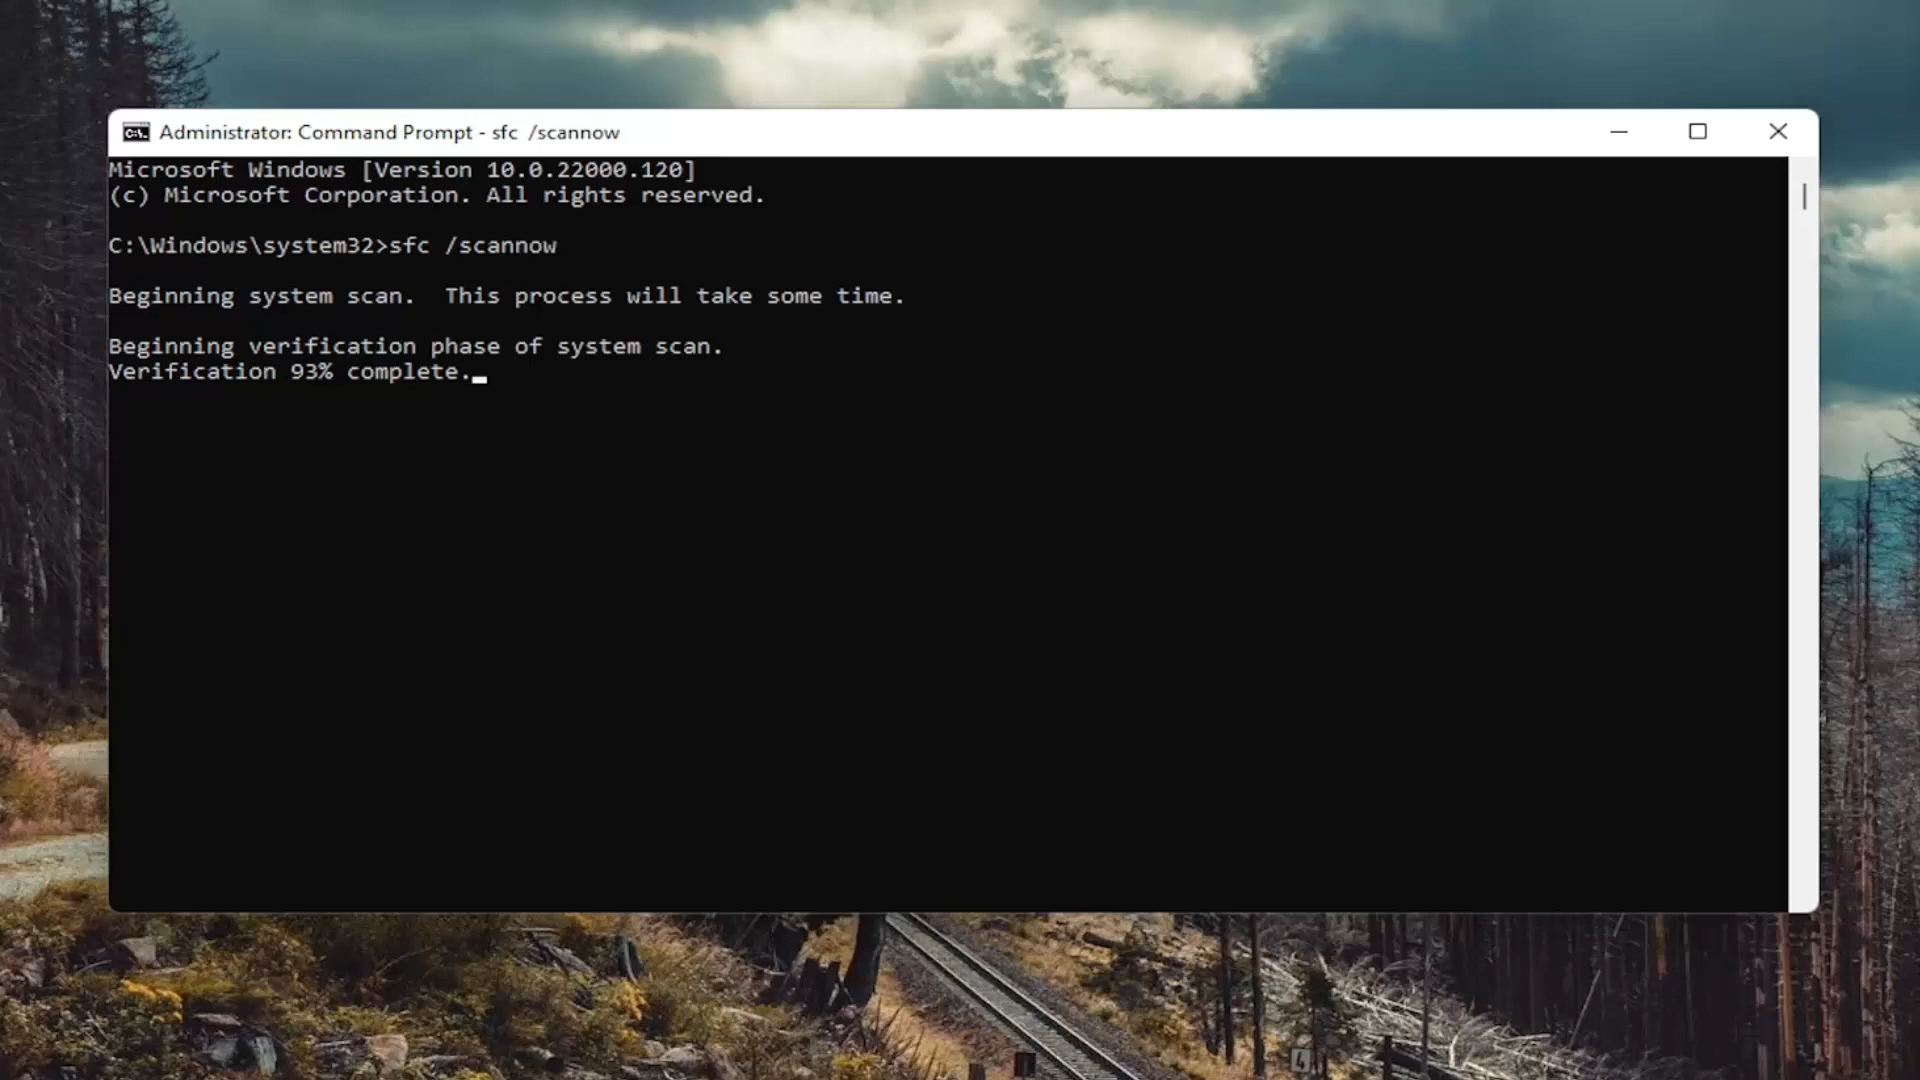 Administrator: Command Prompt - sfc  /scannow
Microsoft Windows [Version 10.0.22000.120]
(c) Microsoft Corporation. All rights reserved.
C:\Windows\system32>sfc /scannow
Beginning system scan.  This process will take some time.
Beginning verification phase of system scan.
Verification 93% complete.
4